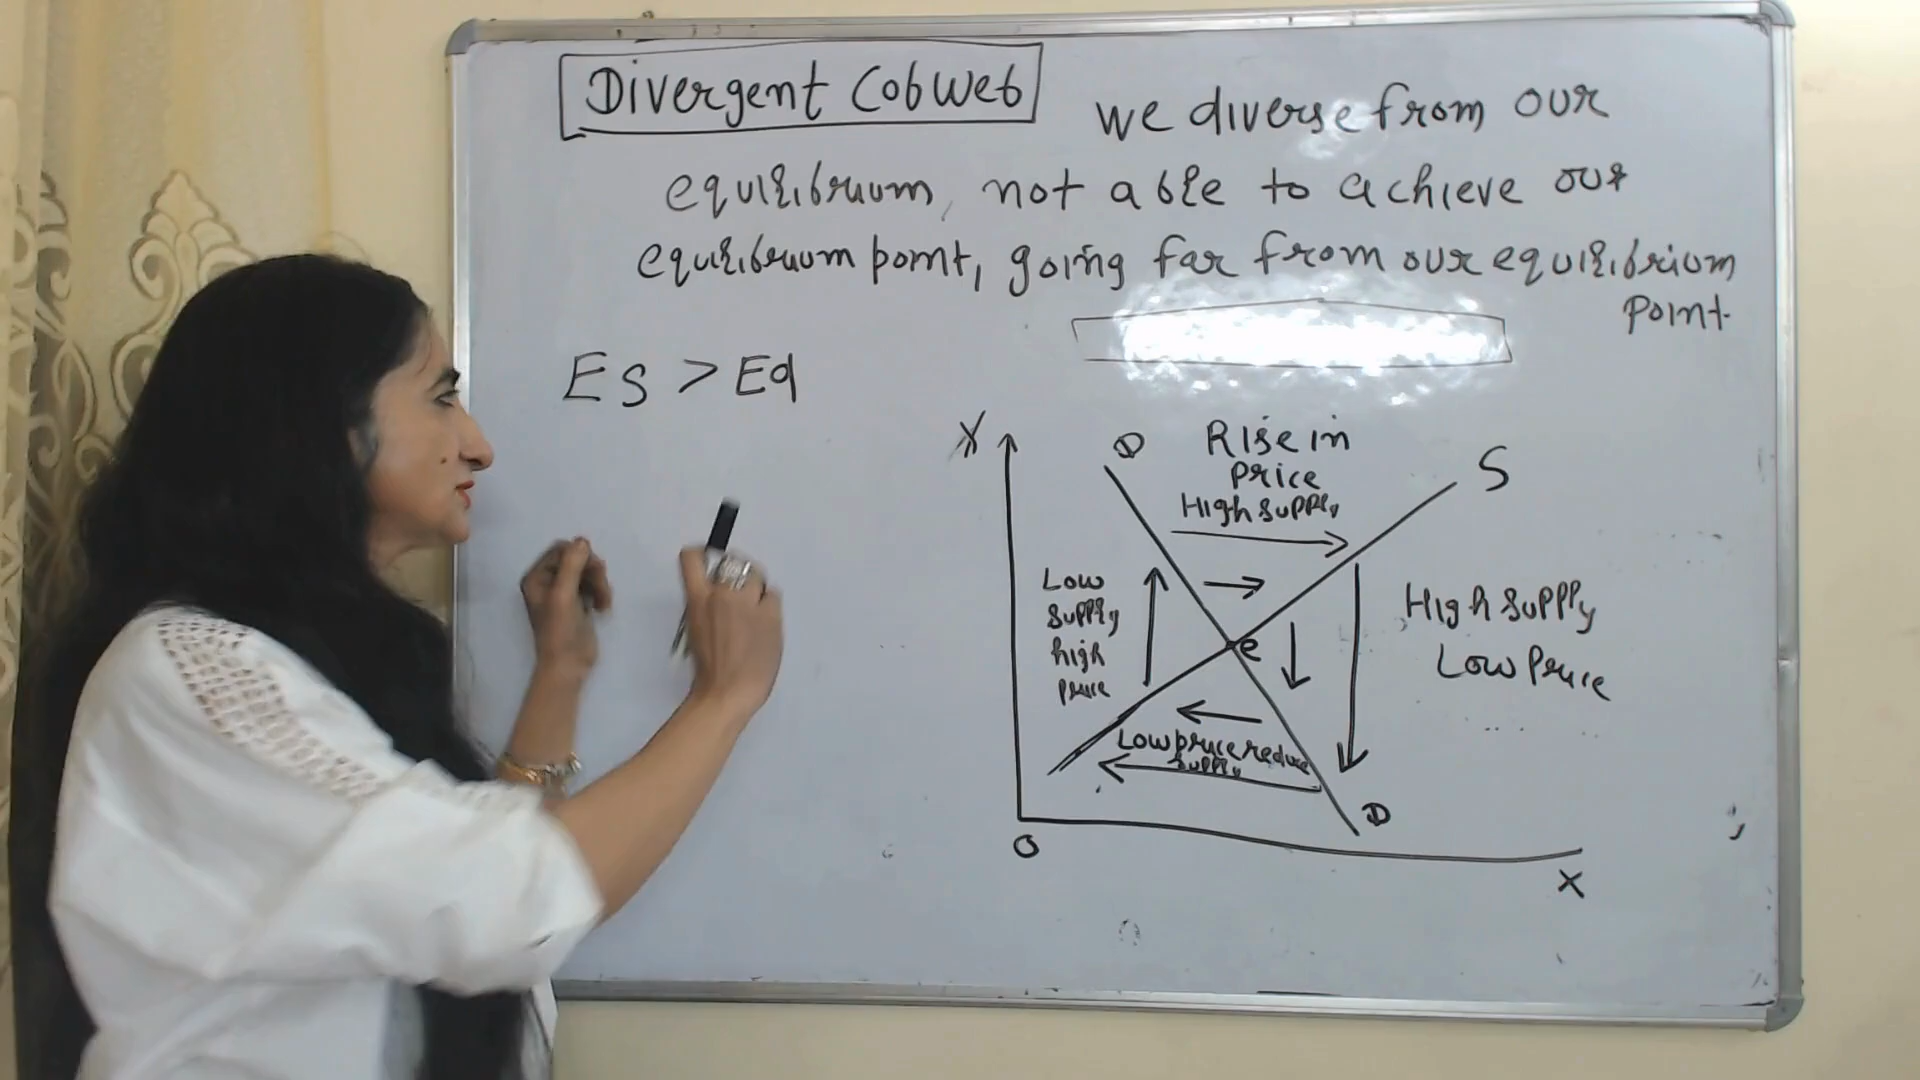 Divergent Cobweb
we diverse from our
equilibrium, not able to achieve our
equilibrium point, going far from our equilibrium
point.
Es > Ed
Y
D
Rise in
price
High supply
S
Low
supply
high
price
e
High supply
Low Price
Low price reduce
supply
D
O
X